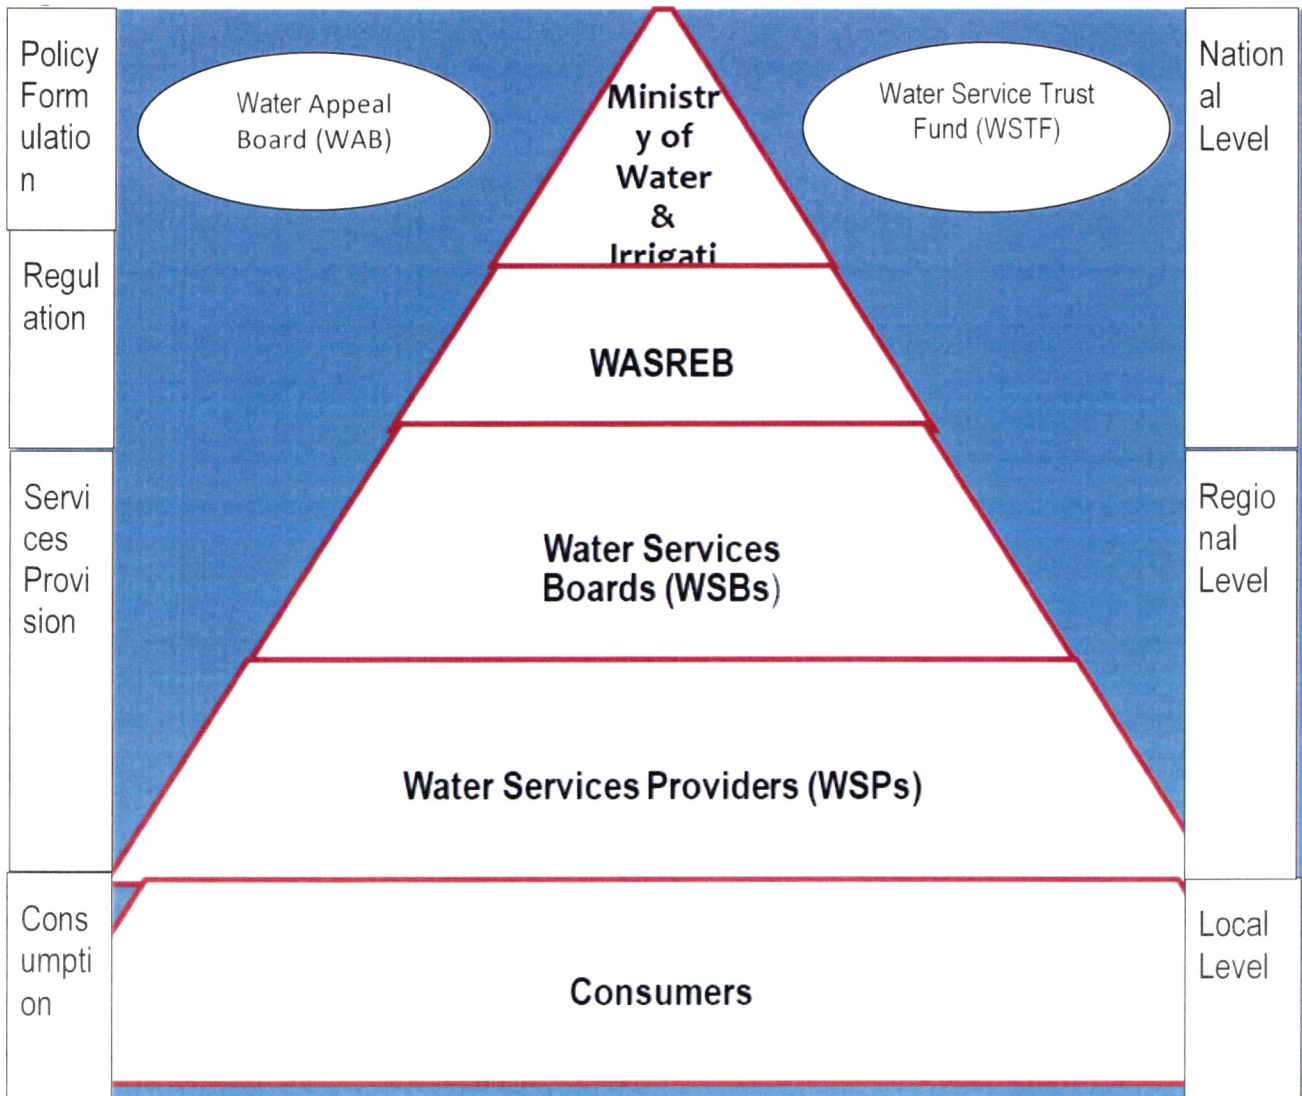 Policy
Form
ulatio
n
Water Appeal
Board (WAB)
Ministr
y of
Water
&
Irrigati
Water Service Trust
Fund (WSTF)
Nation
al
Level
Regul
ation
WASREB
Servi
ces
Provi
sion
Water Services
Boards (WSBs)
Regio
nal
Level
Water Services Providers (WSPs)
Cons
umpti
on
Consumers
Local
Level